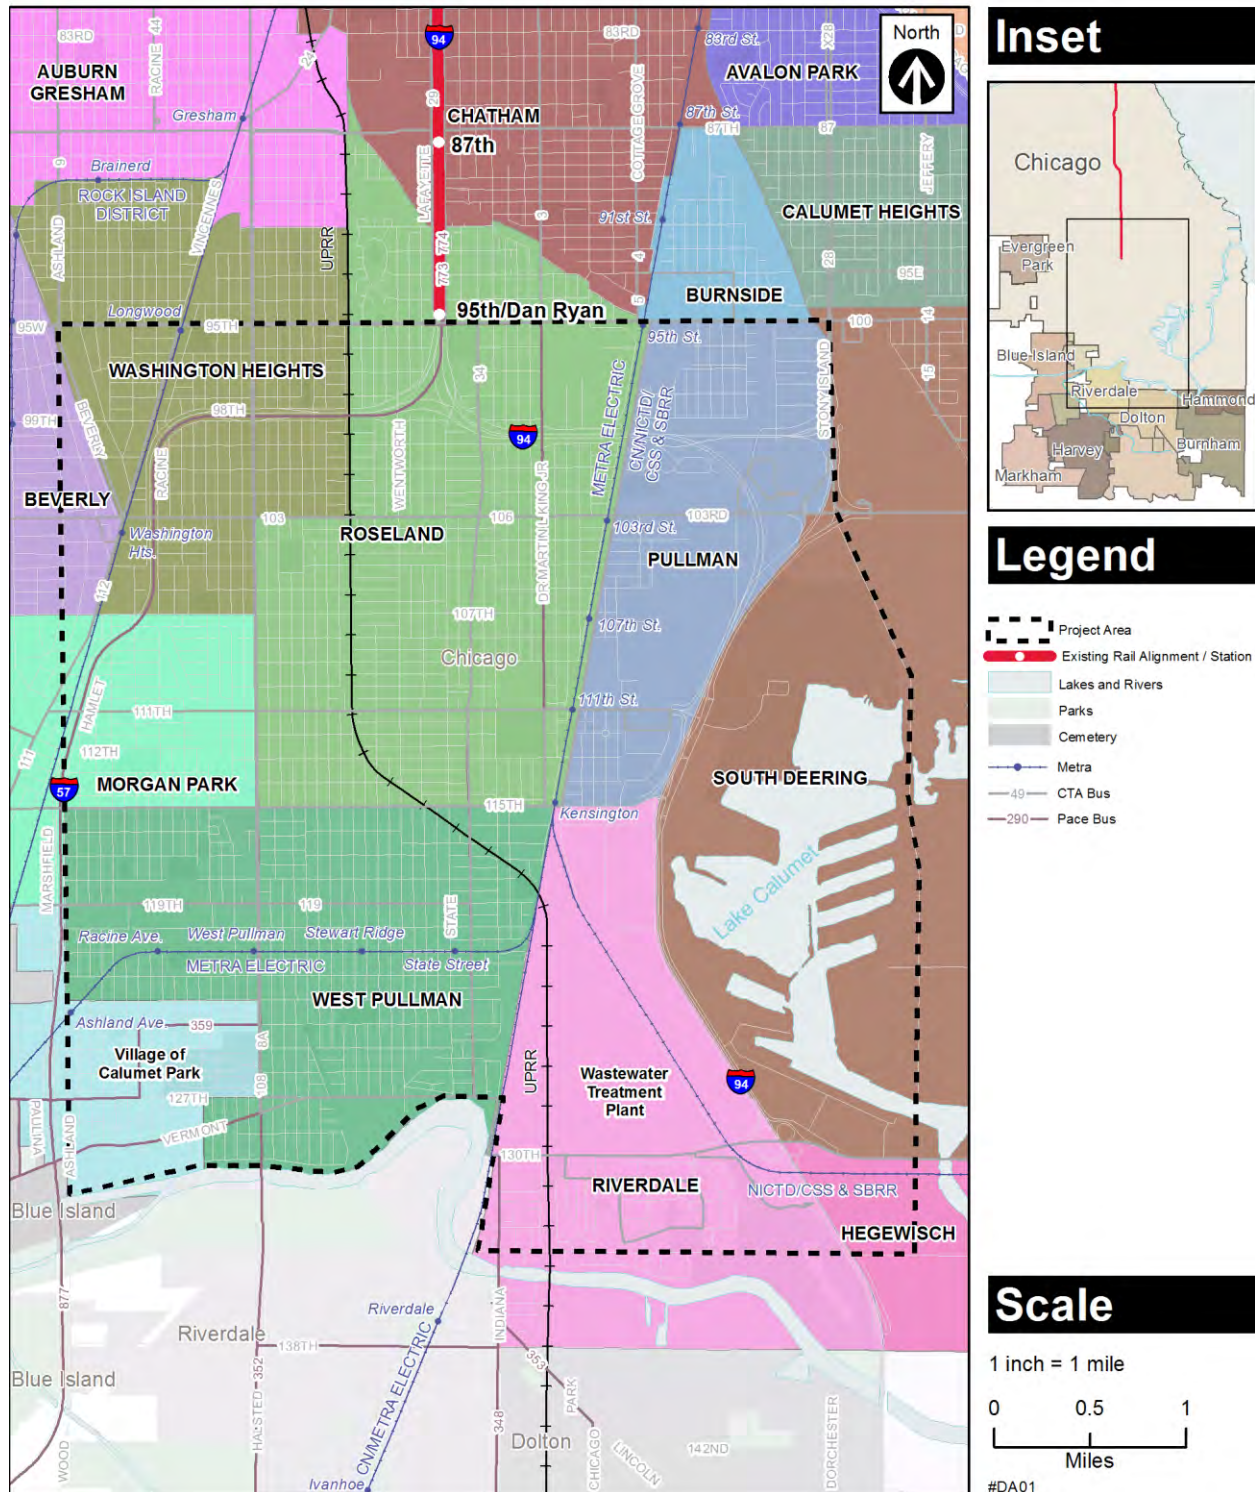 83RD
44
24
94
83RD
83rd St.
X28
North
AUBURN
GRESHAM
RACINE
AVALON PARK
Gresham
29
CHATHAM
COTTAGE GROVE
87th St.
87TH
87
87th
9
Brainerd
ROCK ISLAND
DISTRICT
VINCENNES
LAFAYETTE
JEFFERY
ASHLAND
UPRR
3
91st St.
CALUMET HEIGHTS
774
773
4
28
95E
5
BURNSIDE
Longwood
95W
95TH
95th/Dan Ryan
95th St.
100
14
WASHINGTON HEIGHTS
34
15
METRA ELECTRIC
CN/NICTD/
CSS & SBRR
STONY ISLAND
BEVERLY
99TH
98TH
RACINE
WENTWORTH
94
DR MARTIN L KING JR
BEVERLY
Washington
Hts.
103
ROSELAND
106
103rd St.
103RD
PULLMAN
112
107TH
107th St.
Chicago
HAMLET
111TH
111th St.
111
112TH
57
MORGAN PARK
SOUTH DEERING
115TH
Kensington
MARSHFIELD
Lake Calumet
119TH
119
STATE
Racine Ave.
West Pullman
Stewart Ridge
State Street
METRA ELECTRIC
WEST PULLMAN
Ashland Ave.
359
8A
Village of
Calumet Park
UPRR
Wastewater
Treatment
Plant
94
108
127TH
PAULINA
VERMONT
ASHLAND
130TH
RIVERDALE
NICTD/CSS & SBRR
Blue Island
HEGEWISCH
877
Riverdale
Riverdale
INDIANA
138TH
353
Blue Island
352
HALSTED
CN/METRA ELECTRIC
348
PARK
CHICAGO
Dolton
142ND
LINCOLN
DORCHESTER
WOOD
Ivanhoe
Inset
Chicago
Evergreen
Park
Blue Island
Riverdale
Hammond
Dolton
Harvey
Burnham
Markham
Legend
Project Area
Existing Rail Alignment / Station
Lakes and Rivers
Parks
Cemetery
Metra
49
CTA Bus
290
Pace Bus
Scale
1 inch = 1 mile
0 0.5 1
Miles
#DA01